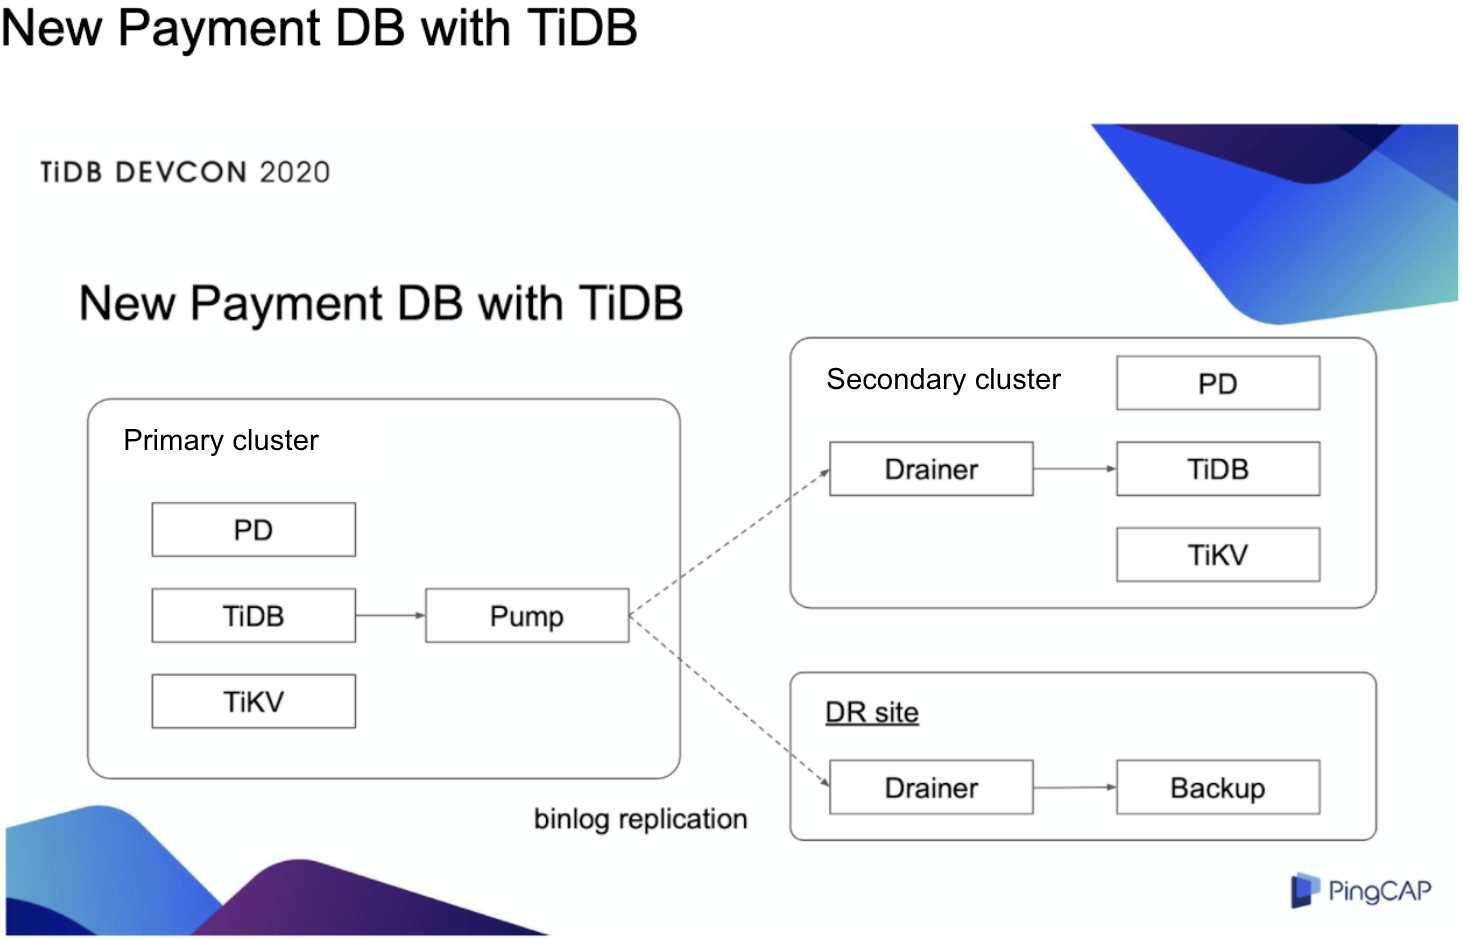 New Payment DB with TiDB
TiDB DEVCON 2020
New Payment DB with TiDB
Primary cluster
PD
TiDB
Pump
TiKV
Secondary cluster
PD
Drainer
TiDB
TiKV
DR site
Drainer
Backup
binlog replication
PingCAP